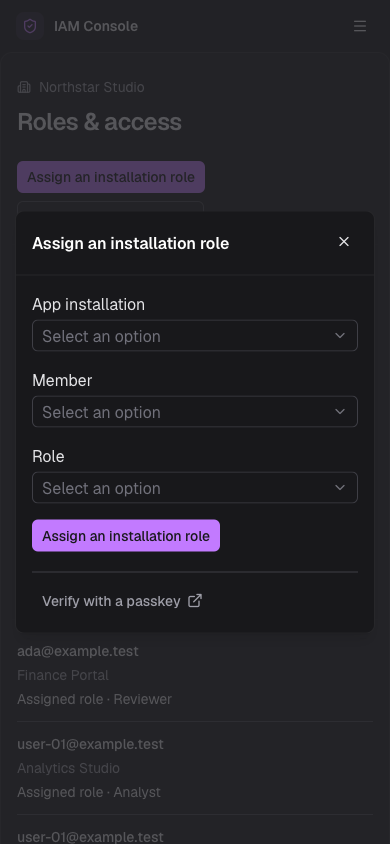 IAM Console
Northstar Studio
Roles & access
Assign an installation role
Assign an installation role
App installation
Select an option
Member
Select an option
Role
Select an option
Assign an installation role
Verify with a passkey
ada@example.test
Finance Portal
Assigned role · Reviewer
user-01@example.test
Analytics Studio
Assigned role · Analyst
user-01@example.test